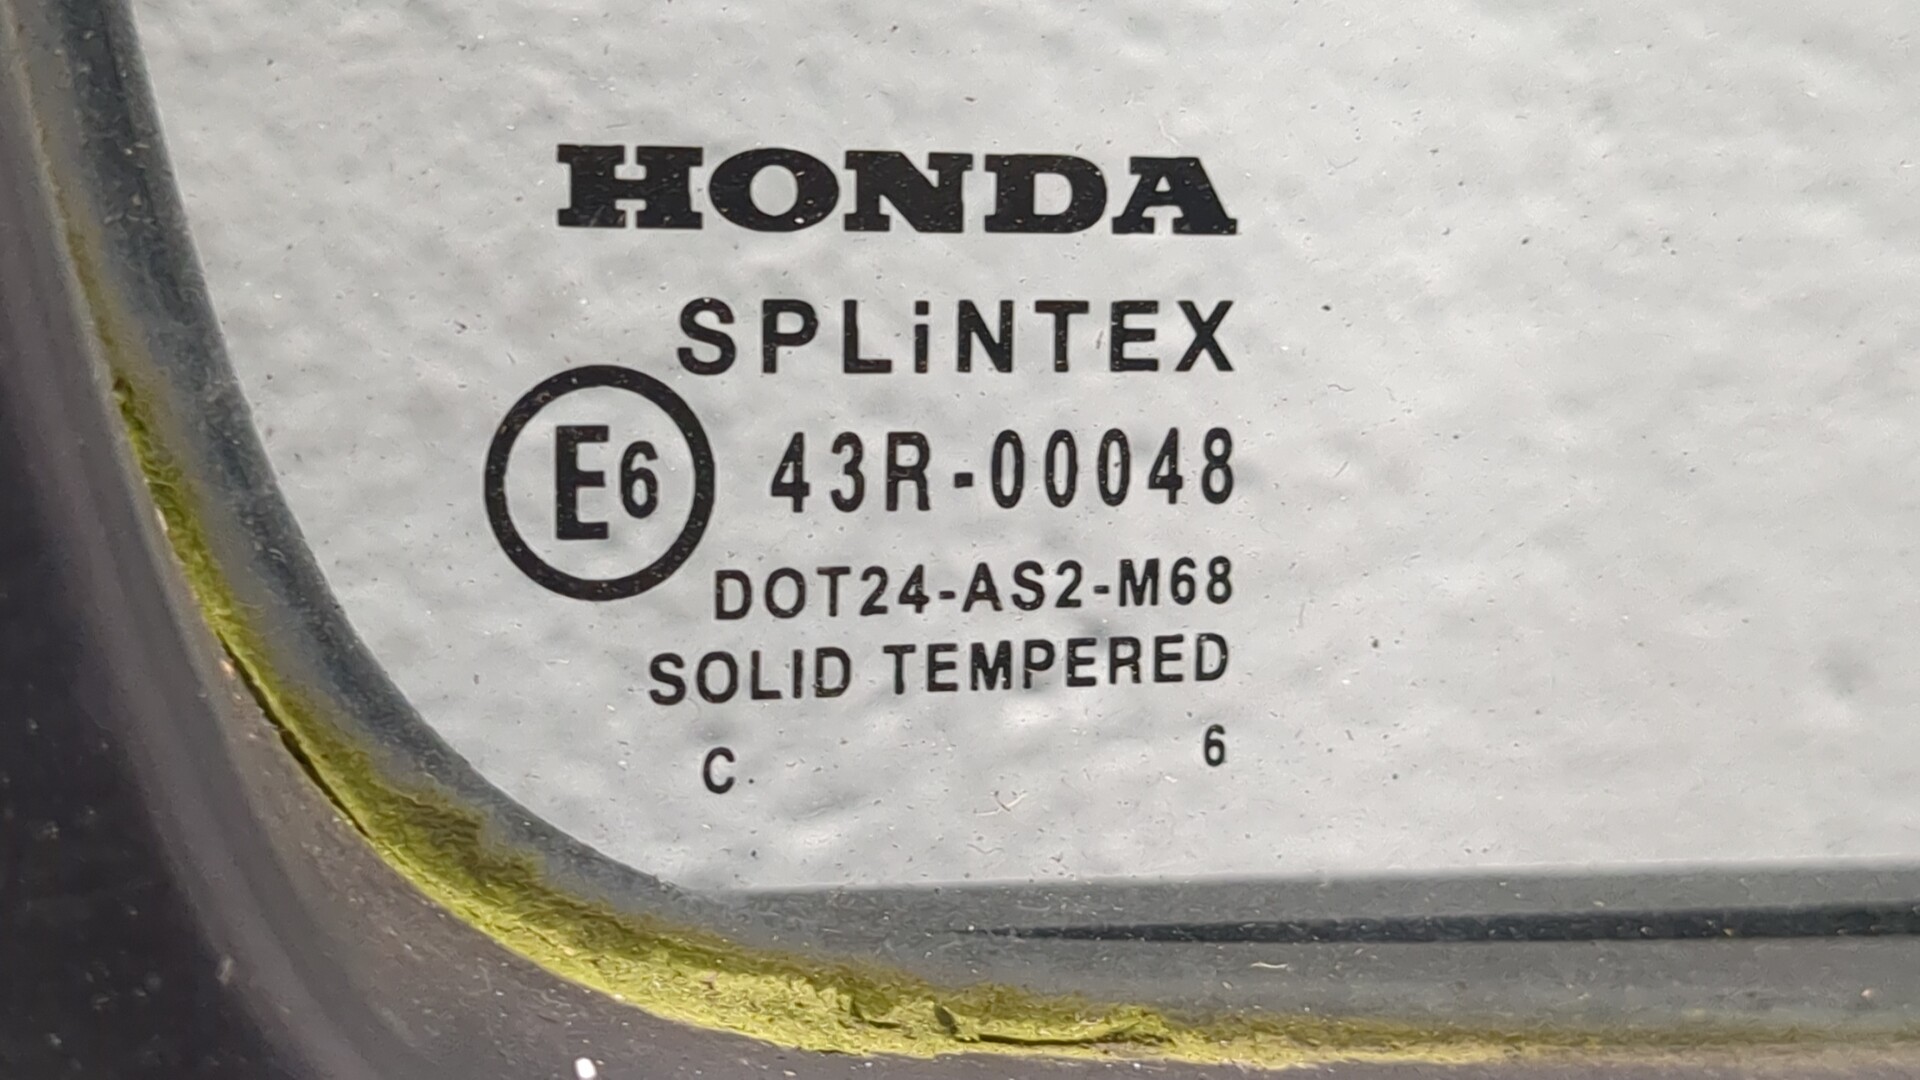 HONDA
SPLiNTEX
E6 43R-00048
DOT24-AS2-M68
SOLID TEMPERED
C. 6